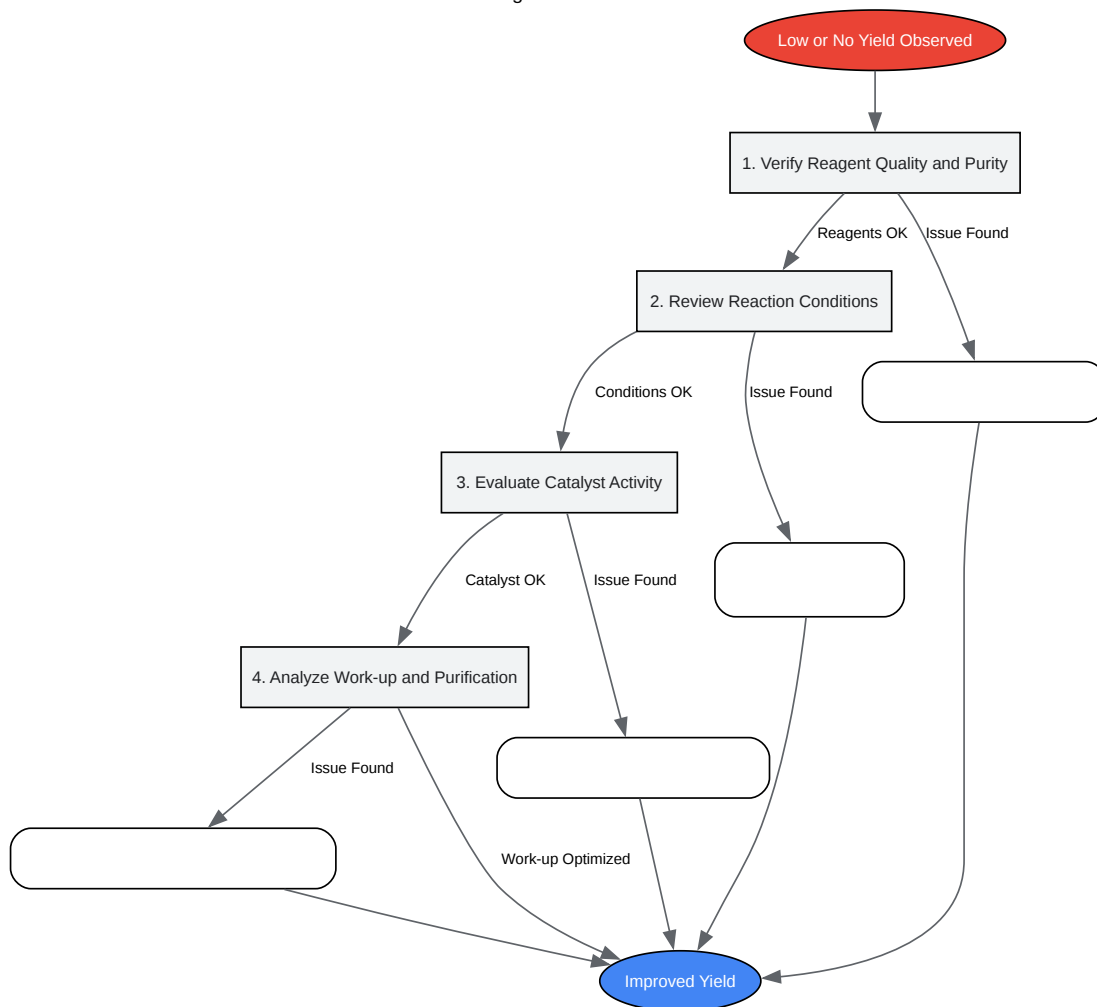 Low or No Yield Observed
1. Verify Reagent Quality and Purity
Reagents OK
Issue Found
2. Review Reaction Conditions
Conditions OK
Issue Found
3. Evaluate Catalyst Activity
Catalyst OK
Issue Found
4. Analyze Work-up and Purification
Issue Found
Work-up Optimized
Improved Yield